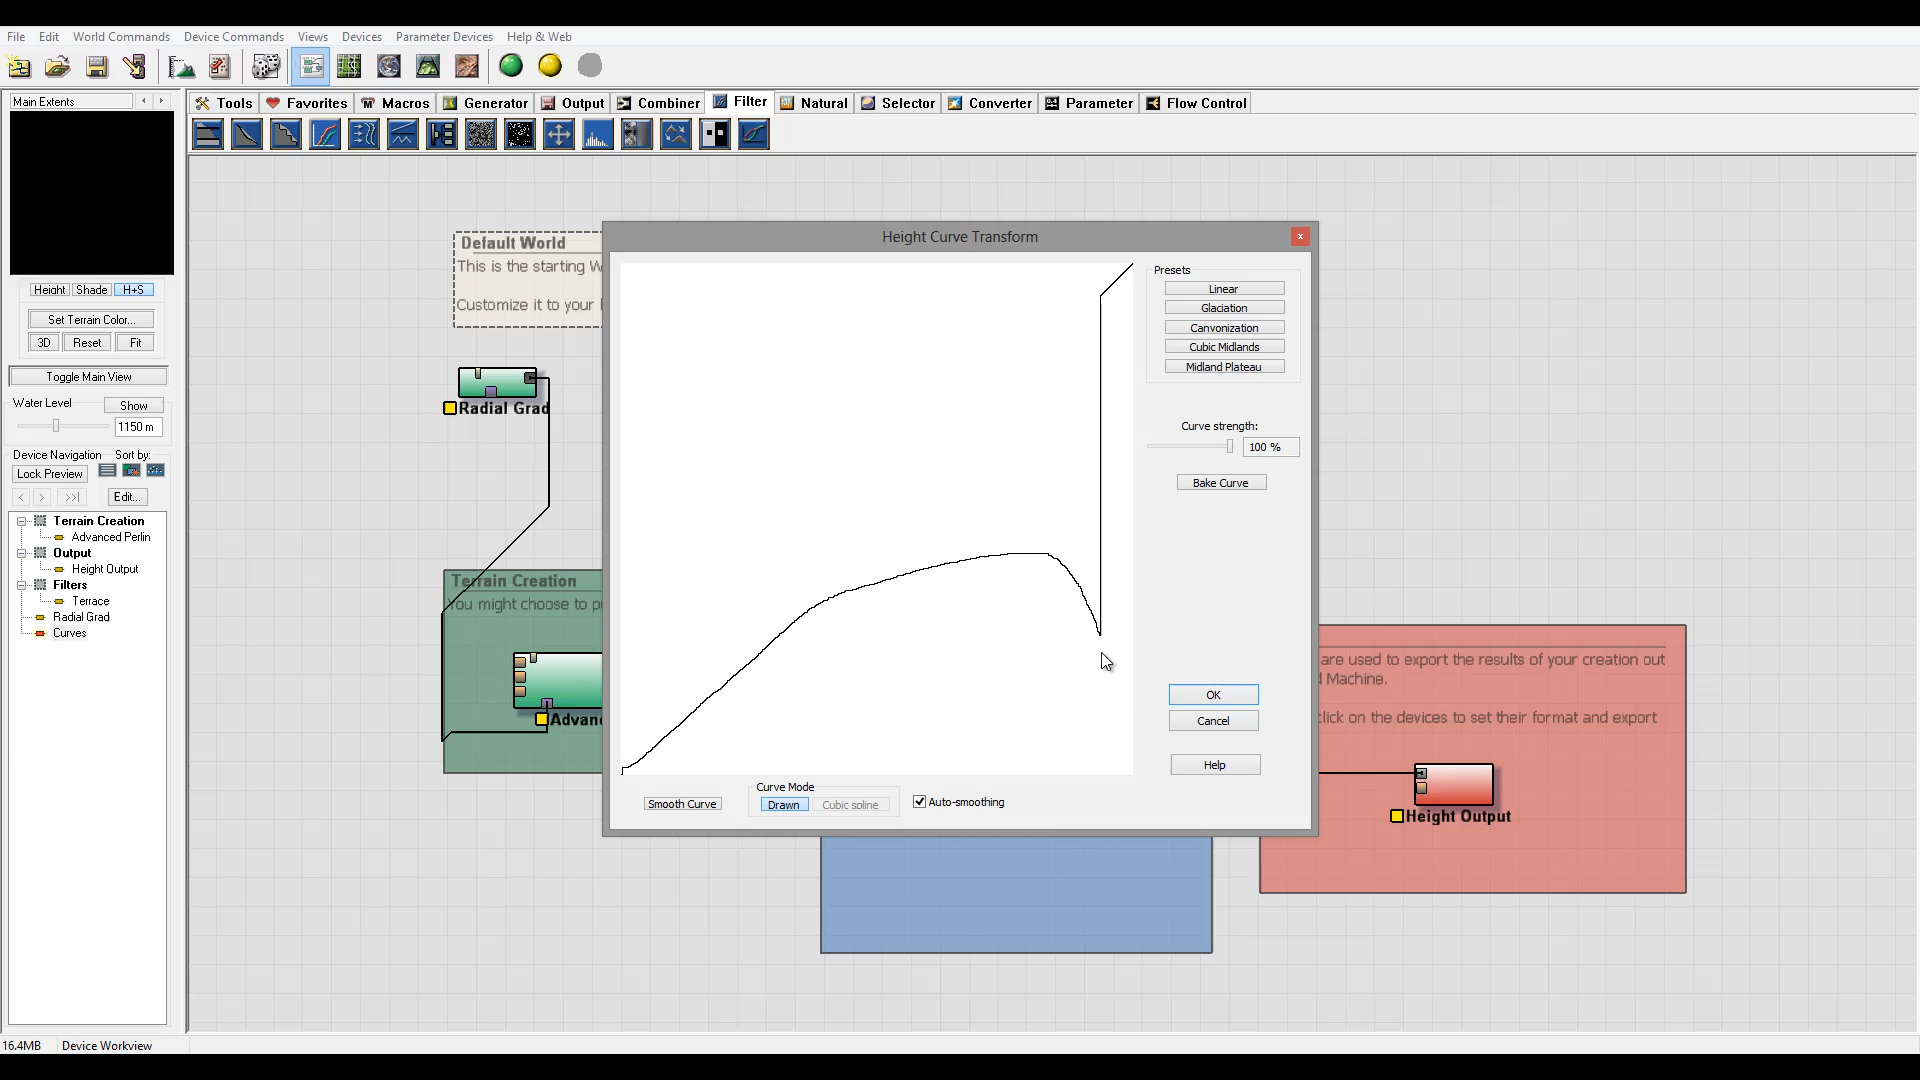 File Edit World Commands Device Commands Views Devices Parameter Devices Help & Web
Main Extents
Tools Favorites Macros Generator Output Combiner Filter Natural Selector Converter Parameter Flow Control
Height Shade H+S
Set Terrain Color...
3D Reset Fit
Toggle Main View
Water Level Show
1150 m
Device Navigation Sort by:
Lock Preview
< > >>| Edit...
Terrain Creation
Advanced Perlin
Output
Height Output
Filters
Terrace
Radial Grad
Curves
16.4MB Device Workview
Default World
This is the starting W
Customize it to your
Radial Grad
Terrain Creation
You might choose to p
Advanc
Height Curve Transform
x
Presets
Linear
Glaciation
Canyonization
Cubic Midlands
Midland Plateau
Curve strength:
100 %
Bake Curve
OK
Cancel
Help
Smooth Curve
Curve Mode
Drawn Cubic spline
Auto-smoothing
are used to export the results of your creation out
Machine.
click on the devices to set their format and export
Height Output